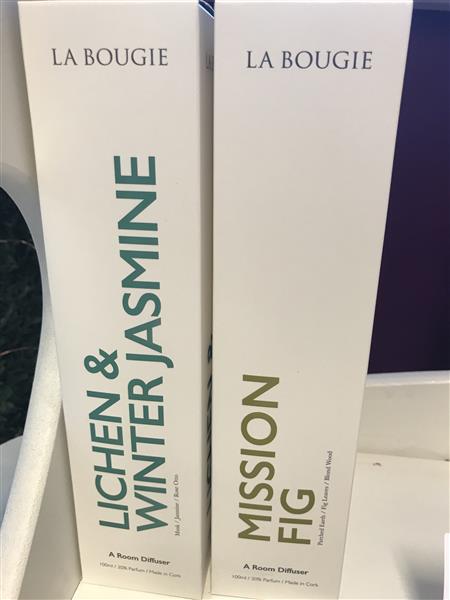 LA BOUGIE
LICHEN &
WINTER JASMINE
Musk / Jasmine / Rose Otto
A Room Diffuser
100ml / 20% Parfum / Made in Cork
LA BOUGIE
MISSION
FIG
Parched Earth / Fig Leaves / Blond Wood
A Room Diffuser
100ml / 20% Parfum / Made in Cork